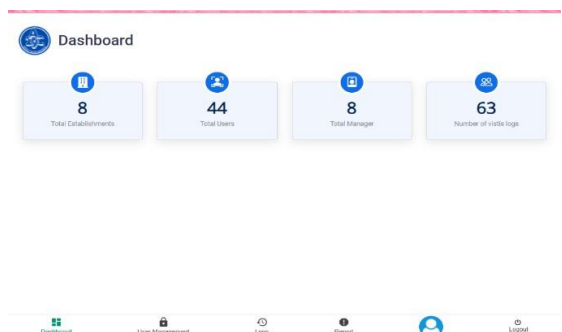 Dashboard
8
Total Establishments
44
Total Users
8
Total Manager
63
Number of vistle logs
Dashboard
User Management
Logs
Logout